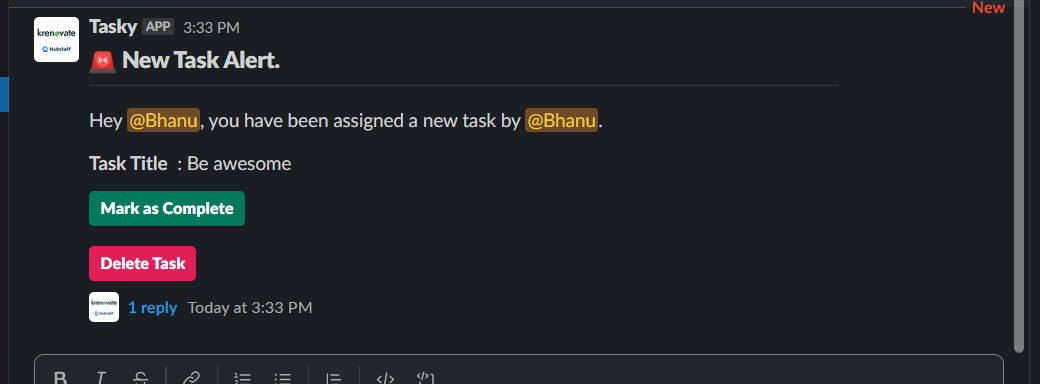 New
krenovate
Hubstaff
Tasky APP 3:33 PM
New Task Alert.
Hey @Bhanu, you have been assigned a new task by @Bhanu.
Task Title : Be awesome
Mark as Complete
Delete Task
krenovate
Hubstaff
1 reply Today at 3:33 PM
B I S